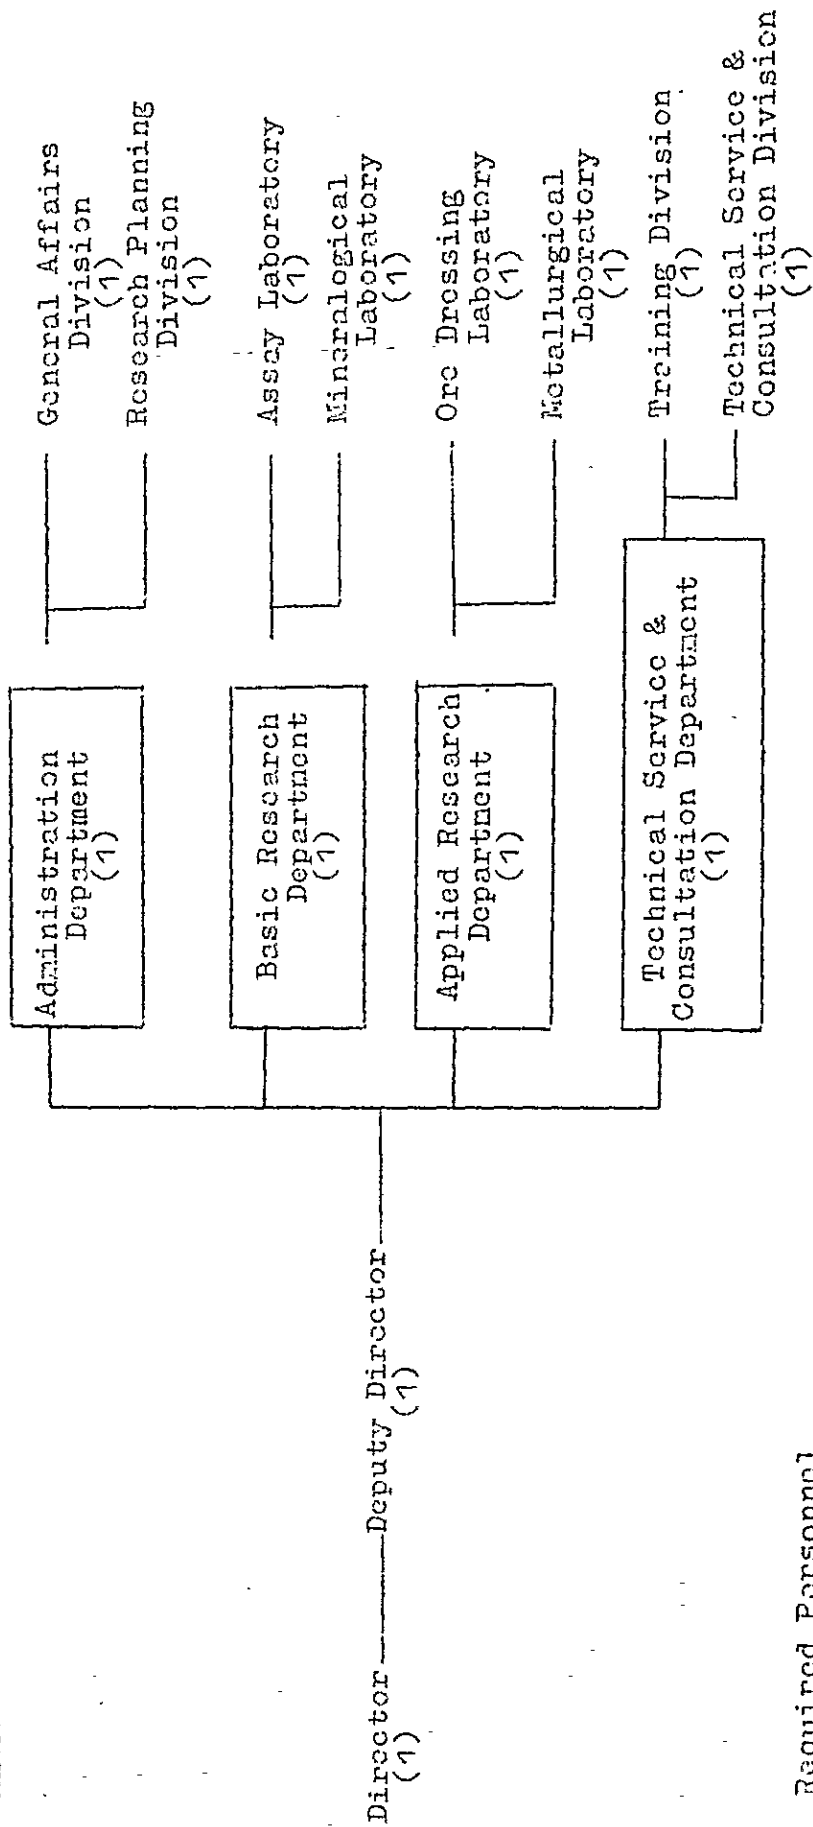 Director
(1)
Deputy Director
(1)
Administration
Department
(1)
General Affairs
Division
(1)
Research Planning
Division
(1)
Basic Research
Department
(1)
Assay Laboratory
(1)
Mineralogical
Laboratory
(1)
Applied Research
Department
(1)
Ore Dressing
Laboratory
(1)
Metallurgical
Laboratory
(1)
Technical Service &
Consultation Department
(1)
Training Division
(1)
Technical Service &
Consultation Division
(1)
Required Personnel